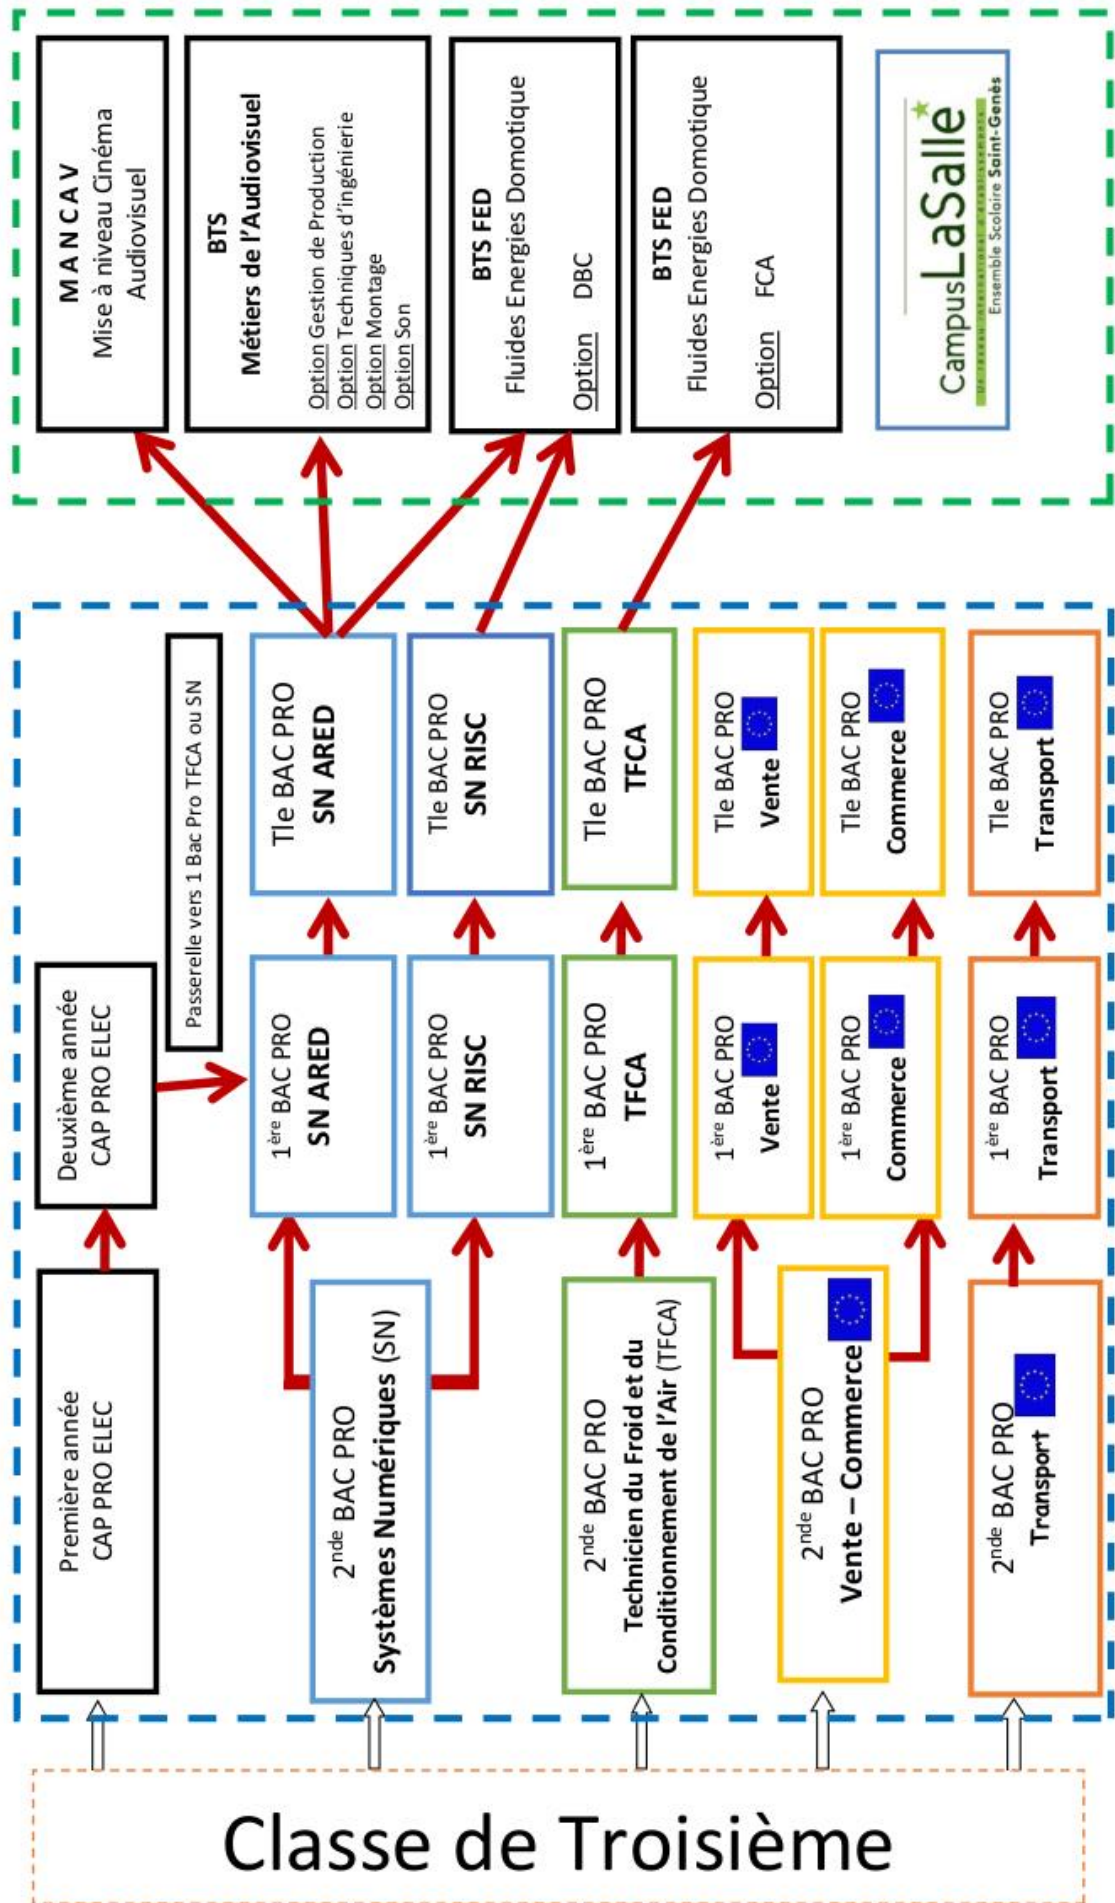 Classe de Troisième
Première année
CAP PRO ELEC
Deuxième année
CAP PRO ELEC
Passerelle vers 1 Bac Pro TFCA ou SN
2nde BAC PRO
Systèmes Numériques (SN)
1ère BAC PRO
SN ARED
Tle BAC PRO
SN ARED
1ère BAC PRO
SN RISC
Tle BAC PRO
SN RISC
2nde BAC PRO
Technicien du Froid et du
Conditionnement de l'Air (TFCA)
1ère BAC PRO
TFCA
Tle BAC PRO
TFCA
2nde BAC PRO
Vente – Commerce
1ère BAC PRO
Vente
Tle BAC PRO
Vente
1ère BAC PRO
Commerce
Tle BAC PRO
Commerce
2nde BAC PRO
Transport
1ère BAC PRO
Transport
Tle BAC PRO
Transport
M A N C A V
Mise à niveau Cinéma
Audiovisuel
BTS
Métiers de l'Audiovisuel
Option Gestion de Production
Option Techniques d'ingénierie
Option Montage
Option Son
BTS FED
Fluides Energies Domotique
Option DBC
BTS FED
Fluides Energies Domotique
Option FCA
CampusLaSalle
Un réseau international d'établissements
Ensemble Scolaire Saint-Genès